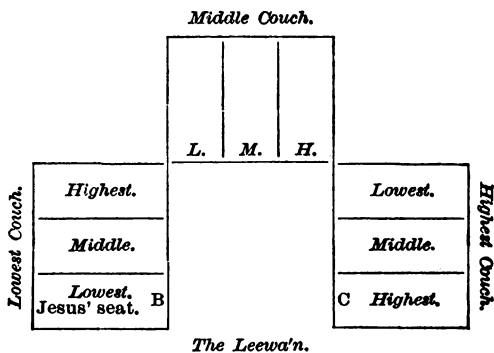 Middle Couch.
L. M. H.
Lowest Couch.
Highest.
Middle.
Lowest.
Jesus' seat. B
Lowest.
Middle.
C Highest.
Highest Couch.
The Leewa'n.